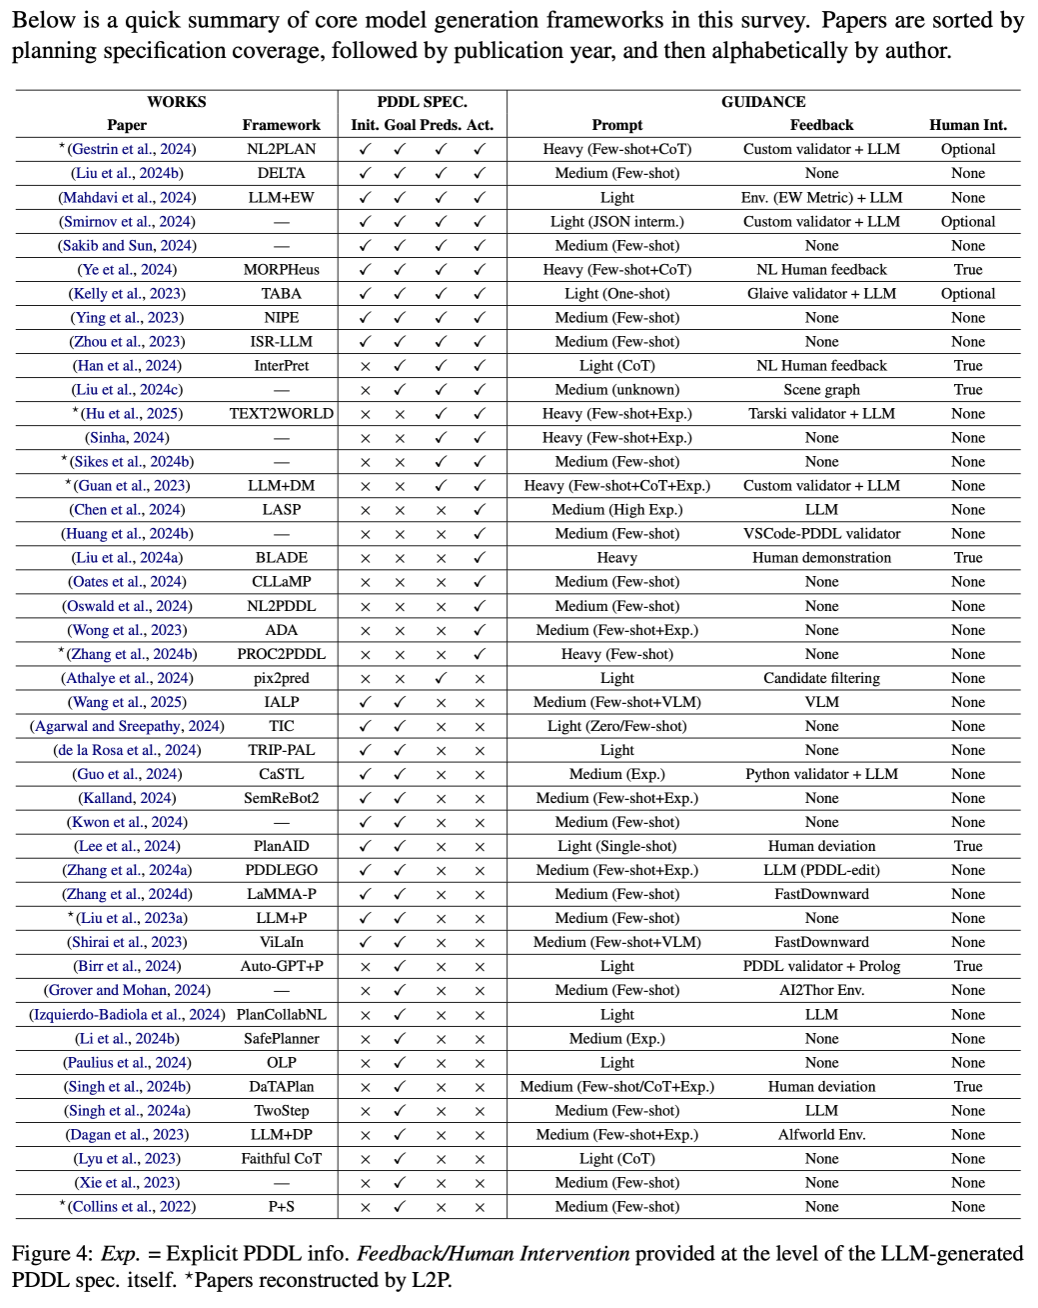 Below is a quick summary of core model generation frameworks in this survey. Papers are sorted by
planning specification coverage, followed by publication year, and then alphabetically by author.
WORKS PDDL SPEC. GUIDANCE
Paper Framework Init. Goal Preds. Act. Prompt Feedback Human Int.
*(Gestrin et al., 2024) NL2PLAN ✓ ✓ ✓ ✓ Heavy (Few-shot+CoT) Custom validator + LLM Optional
(Liu et al., 2024b) DELTA ✓ ✓ ✓ ✓ Medium (Few-shot) None None
(Mahdavi et al., 2024) LLM+EW ✓ ✓ ✓ ✓ Light Env. (EW Metric) + LLM None
(Smirnov et al., 2024) — ✓ ✓ ✓ ✓ Light (JSON interm.) Custom validator + LLM Optional
(Sakib and Sun, 2024) — ✓ ✓ ✓ ✓ Medium (Few-shot) None None
(Ye et al., 2024) MORPHeus ✓ ✓ ✓ ✓ Heavy (Few-shot+CoT) NL Human feedback True
(Kelly et al., 2023) TABA ✓ ✓ ✓ ✓ Light (One-shot) Glaive validator + LLM Optional
(Ying et al., 2023) NIPE ✓ ✓ ✓ ✓ Medium (Few-shot) None None
(Zhou et al., 2023) ISR-LLM ✓ ✓ ✓ ✓ Medium (Few-shot) None None
(Han et al., 2024) InterPret × ✓ ✓ ✓ Light (CoT) NL Human feedback True
(Liu et al., 2024c) — × ✓ ✓ ✓ Medium (unknown) Scene graph True
*(Hu et al., 2025) TEXT2WORLD × × ✓ ✓ Heavy (Few-shot+Exp.) Tarski validator + LLM None
(Sinha, 2024) — × × ✓ ✓ Heavy (Few-shot+Exp.) None None
*(Sikes et al., 2024b) — × × ✓ ✓ Medium (Few-shot) None None
*(Guan et al., 2023) LLM+DM × × ✓ ✓ Heavy (Few-shot+CoT+Exp.) Custom validator + LLM None
(Chen et al., 2024) LASP × × × ✓ Medium (High Exp.) LLM None
(Huang et al., 2024b) — × × × ✓ Medium (Few-shot) VSCode-PDDL validator None
(Liu et al., 2024a) BLADE × × × ✓ Heavy Human demonstration True
(Oates et al., 2024) CLLaMP × × × ✓ Medium (Few-shot) None None
(Oswald et al., 2024) NL2PDDL × × × ✓ Medium (Few-shot) None None
(Wong et al., 2023) ADA × × × ✓ Medium (Few-shot+Exp.) None None
*(Zhang et al., 2024b) PROC2PDDL × × × ✓ Heavy (Few-shot) None None
(Athalye et al., 2024) pix2pred × × ✓ × Light Candidate filtering None
(Wang et al., 2025) IALP ✓ ✓ × × Medium (Few-shot+VLM) VLM None
(Agarwal and Sreepathy, 2024) TIC ✓ ✓ × × Light (Zero/Few-shot) None None
(de la Rosa et al., 2024) TRIP-PAL ✓ ✓ × × Light None None
(Guo et al., 2024) CaSTL ✓ ✓ × × Medium (Exp.) Python validator + LLM None
(Kalland, 2024) SemReBot2 ✓ ✓ × × Medium (Few-shot+Exp.) None None
(Kwon et al., 2024) — ✓ ✓ × × Medium (Few-shot) None None
(Lee et al., 2024) PlanAID ✓ ✓ × × Light (Single-shot) Human deviation True
(Zhang et al., 2024a) PDDLEGO ✓ ✓ × × Medium (Few-shot+Exp.) LLM (PDDL-edit) None
(Zhang et al., 2024d) LaMMA-P ✓ ✓ × × Medium (Few-shot) FastDownward None
*(Liu et al., 2023a) LLM+P ✓ ✓ × × Medium (Few-shot) None None
(Shirai et al., 2023) ViLaIn ✓ ✓ × × Medium (Few-shot+VLM) FastDownward None
(Birr et al., 2024) Auto-GPT+P × ✓ × × Light PDDL validator + Prolog True
(Grover and Mohan, 2024) — × ✓ × × Medium (Few-shot) AI2Thor Env. None
(Izquierdo-Badiola et al., 2024) PlanCollabNL × ✓ × × Light LLM None
(Li et al., 2024b) SafePlanner × ✓ × × Medium (Exp.) None None
(Paulius et al., 2024) OLP × ✓ × × Light None None
(Singh et al., 2024b) DaTAPlan × ✓ × × Medium (Few-shot/CoT+Exp.) Human deviation True
(Singh et al., 2024a) TwoStep × ✓ × × Medium (Few-shot) LLM None
(Dagan et al., 2023) LLM+DP × ✓ × × Medium (Few-shot+Exp.) Alfworld Env. None
(Lyu et al., 2023) Faithful CoT × ✓ × × Light (CoT) None None
(Xie et al., 2023) — × ✓ × × Medium (Few-shot) None None
*(Collins et al., 2022) P+S × ✓ × × Medium (Few-shot) None None
Figure 4: Exp. = Explicit PDDL info. Feedback/Human Intervention provided at the level of the LLM-generated
PDDL spec. itself. *Papers reconstructed by L2P.